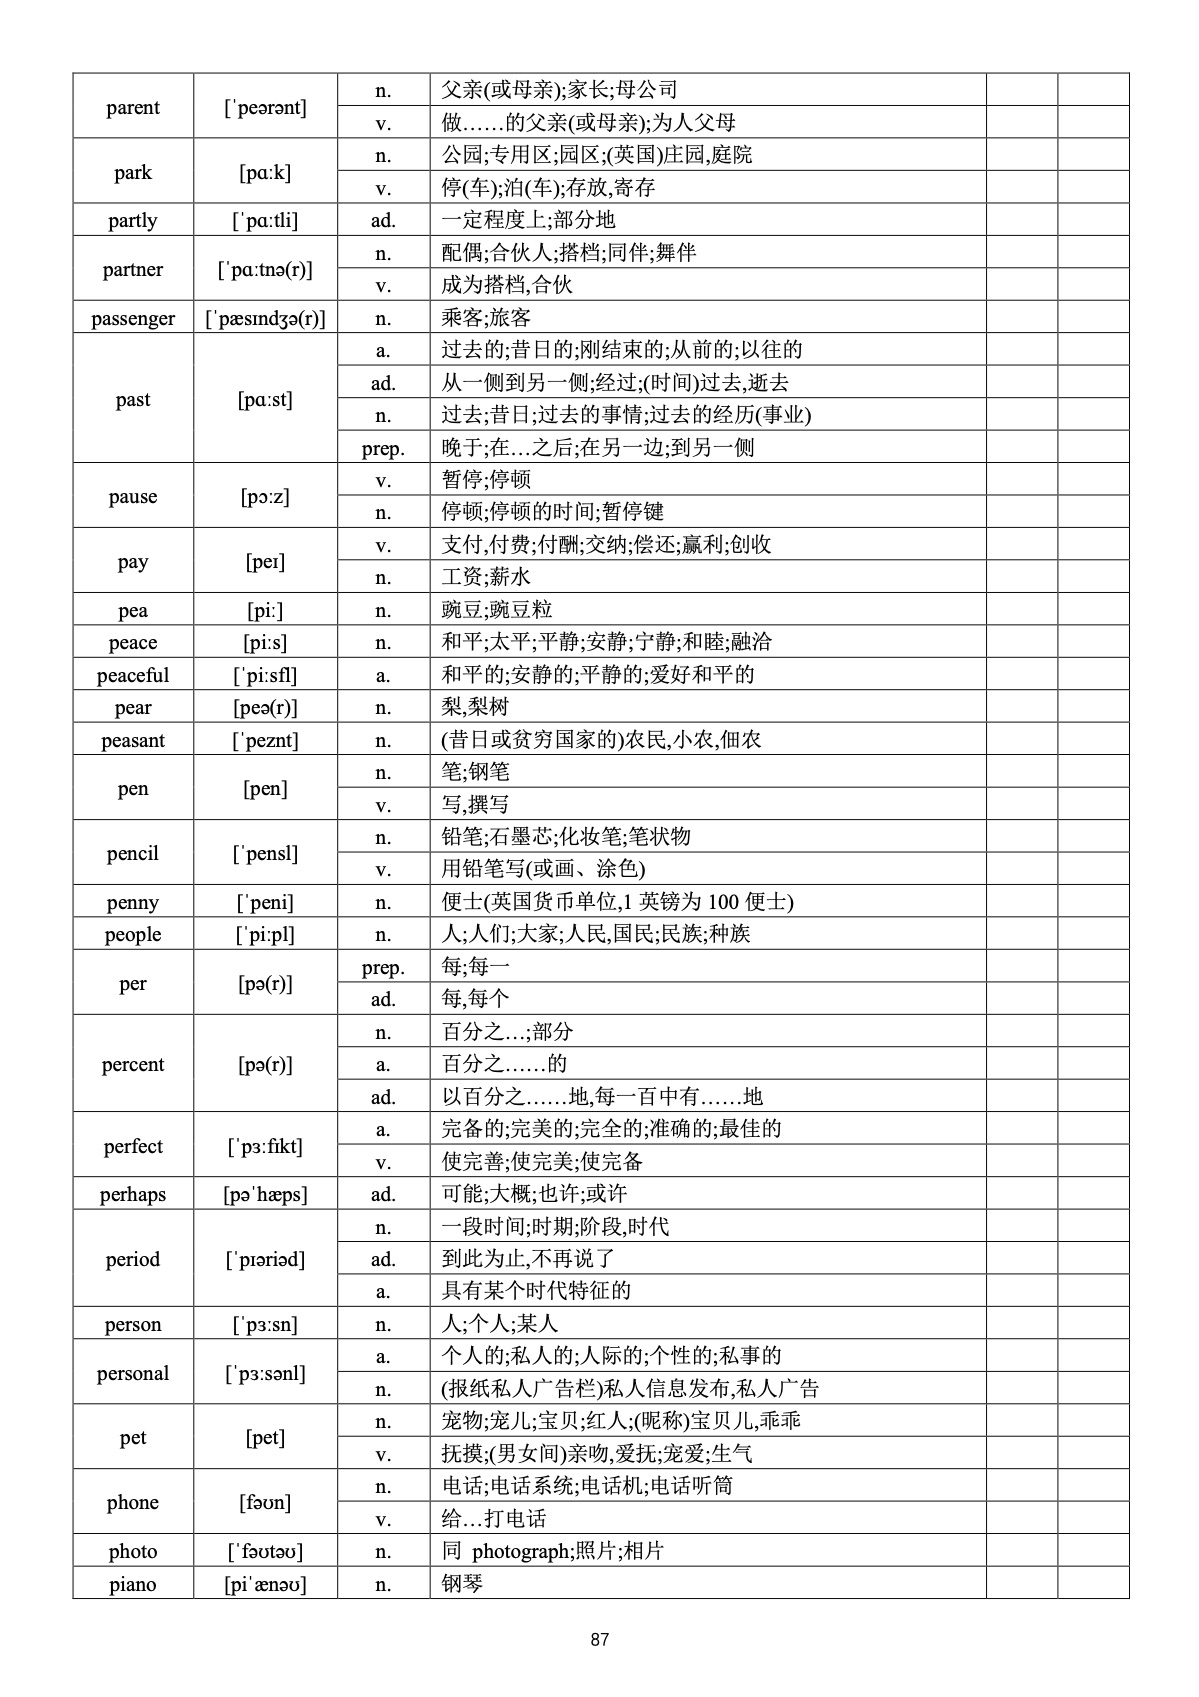 parent [ˈpeərənt] n. 父亲(或母亲);家长;母公司
v. 做……的父亲(或母亲);为人父母
park [pɑːk] n. 公园;专用区;园区;(英国)庄园,庭院
v. 停(车);泊(车);存放,寄存
partly [ˈpɑːtli] ad. 一定程度上;部分地
partner [ˈpɑːtnə(r)] n. 配偶;合伙人;搭档;同伴;舞伴
v. 成为搭档,合伙
passenger [ˈpæsɪndʒə(r)] n. 乘客;旅客
past [pɑːst] a. 过去的;昔日的;刚结束的;从前的;以往的
ad. 从一侧到另一侧;经过;(时间)过去,逝去
n. 过去;昔日;过去的事情;过去的经历(事业)
prep. 晚于;在…之后;在另一边;到另一侧
pause [pɔːz] v. 暂停;停顿
n. 停顿;停顿的时间;暂停键
pay [peɪ] v. 支付,付费;付酬;交纳;偿还;赢利;创收
n. 工资;薪水
pea [piː] n. 豌豆;豌豆粒
peace [piːs] n. 和平;太平;平静;安静;宁静;和睦;融洽
peaceful [ˈpiːsfl] a. 和平的;安静的;平静的;爱好和平的
pear [peə(r)] n. 梨,梨树
peasant [ˈpeznt] n. (昔日或贫穷国家的)农民,小农,佃农
pen [pen] n. 笔;钢笔
v. 写,撰写
pencil [ˈpensl] n. 铅笔;石墨芯;化妆笔;笔状物
v. 用铅笔写(或画、涂色)
penny [ˈpeni] n. 便士(英国货币单位,1 英镑为 100 便士)
people [ˈpiːpl] n. 人;人们;大家;人民,国民;民族;种族
per [pə(r)] prep. 每;每一
ad. 每,每个
percent [pə(r)] n. 百分之…;部分
a. 百分之……的
ad. 以百分之……地,每一百中有……地
perfect [ˈpɜːfɪkt] a. 完备的;完美的;完全的;准确的;最佳的
v. 使完善;使完美;使完备
perhaps [pəˈhæps] ad. 可能;大概;也许;或许
period [ˈpɪəriəd] n. 一段时间;时期;阶段,时代
ad. 到此为止,不再说了
a. 具有某个时代特征的
person [ˈpɜːsn] n. 人;个人;某人
personal [ˈpɜːsənl] a. 个人的;私人的;人际的;个性的;私事的
n. (报纸私人广告栏)私人信息发布,私人广告
pet [pet] n. 宠物;宠儿;宝贝;红人;(昵称)宝贝儿,乖乖
v. 抚摸;(男女间)亲吻,爱抚;宠爱;生气
phone [fəʊn] n. 电话;电话系统;电话机;电话听筒
v. 给…打电话
photo [ˈfəʊtəʊ] n. 同 photograph;照片;相片
piano [piˈænəʊ] n. 钢琴
87